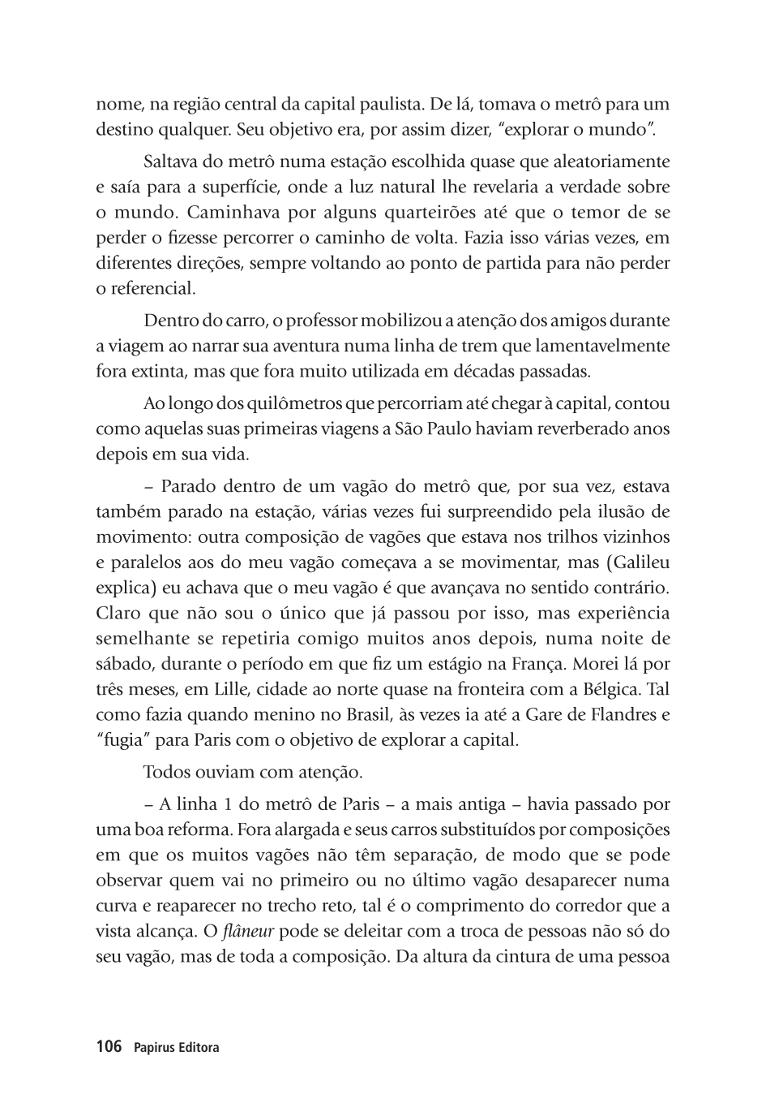 nome, na região central da capital paulista. De lá, tomava o metrô para um
destino qualquer. Seu objetivo era, por assim dizer, “explorar o mundo”.
Saltava do metrô numa estação escolhida quase que aleatoriamente
e saía para a superfície, onde a luz natural lhe revelaria a verdade sobre
o mundo. Caminhava por alguns quarteirões até que o temor de se
perder o fizesse percorrer o caminho de volta. Fazia isso várias vezes, em
diferentes direções, sempre voltando ao ponto de partida para não perder
o referencial.
Dentro do carro, o professor mobilizou a atenção dos amigos durante
a viagem ao narrar sua aventura numa linha de trem que lamentavelmente
fora extinta, mas que fora muito utilizada em décadas passadas.
Ao longo dos quilômetros que percorriam até chegar à capital, contou
como aquelas suas primeiras viagens a São Paulo haviam reverberado anos
depois em sua vida.
– Parado dentro de um vagão do metrô que, por sua vez, estava
também parado na estação, várias vezes fui surpreendido pela ilusão de
movimento: outra composição de vagões que estava nos trilhos vizinhos
e paralelos aos do meu vagão começava a se movimentar, mas (Galileu
explica) eu achava que o meu vagão é que avançava no sentido contrário.
Claro que não sou o único que já passou por isso, mas experiência
semelhante se repetiria comigo muitos anos depois, numa noite de
sábado, durante o período em que fiz um estágio na França. Morei lá por
três meses, em Lille, cidade ao norte quase na fronteira com a Bélgica. Tal
como fazia quando menino no Brasil, às vezes ia até a Gare de Flandres e
“fugia” para Paris com o objetivo de explorar a capital.
Todos ouviam com atenção.
– A linha 1 do metrô de Paris – a mais antiga – havia passado por
uma boa reforma. Fora alargada e seus carros substituídos por composições
em que os muitos vagões não têm separação, de modo que se pode
observar quem vai no primeiro ou no último vagão desaparecer numa
curva e reaparecer no trecho reto, tal é o comprimento do corredor que a
vista alcança. O flâneur pode se deleitar com a troca de pessoas não só do
seu vagão, mas de toda a composição. Da altura da cintura de uma pessoa
106 Papirus Editora